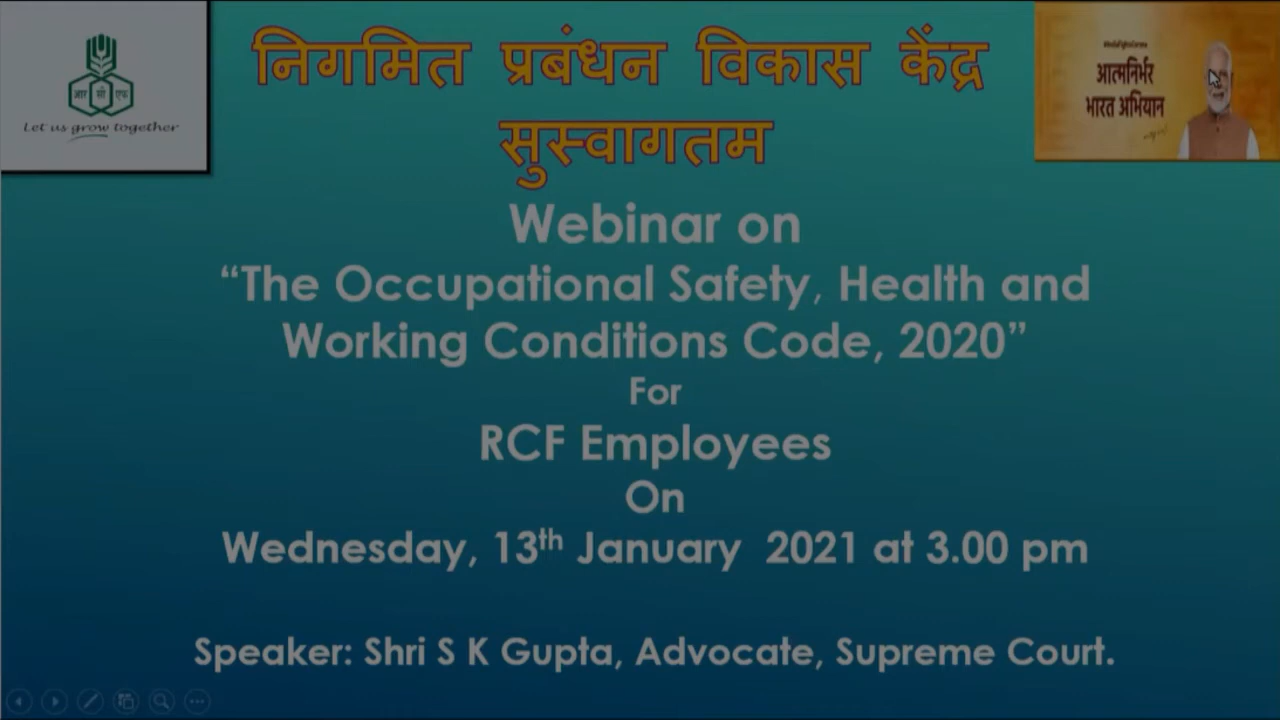 निगमित प्रबंधन विकास केंद्र
सुस्वागतम
आर सी एफ
Let us grow together
आत्मनिर्भर
भारत अभियान
Webinar on
“The Occupational Safety, Health and
Working Conditions Code, 2020”
For
RCF Employees
On
Wednesday, 13th January 2021 at 3.00 pm
Speaker: Shri S K Gupta, Advocate, Supreme Court.